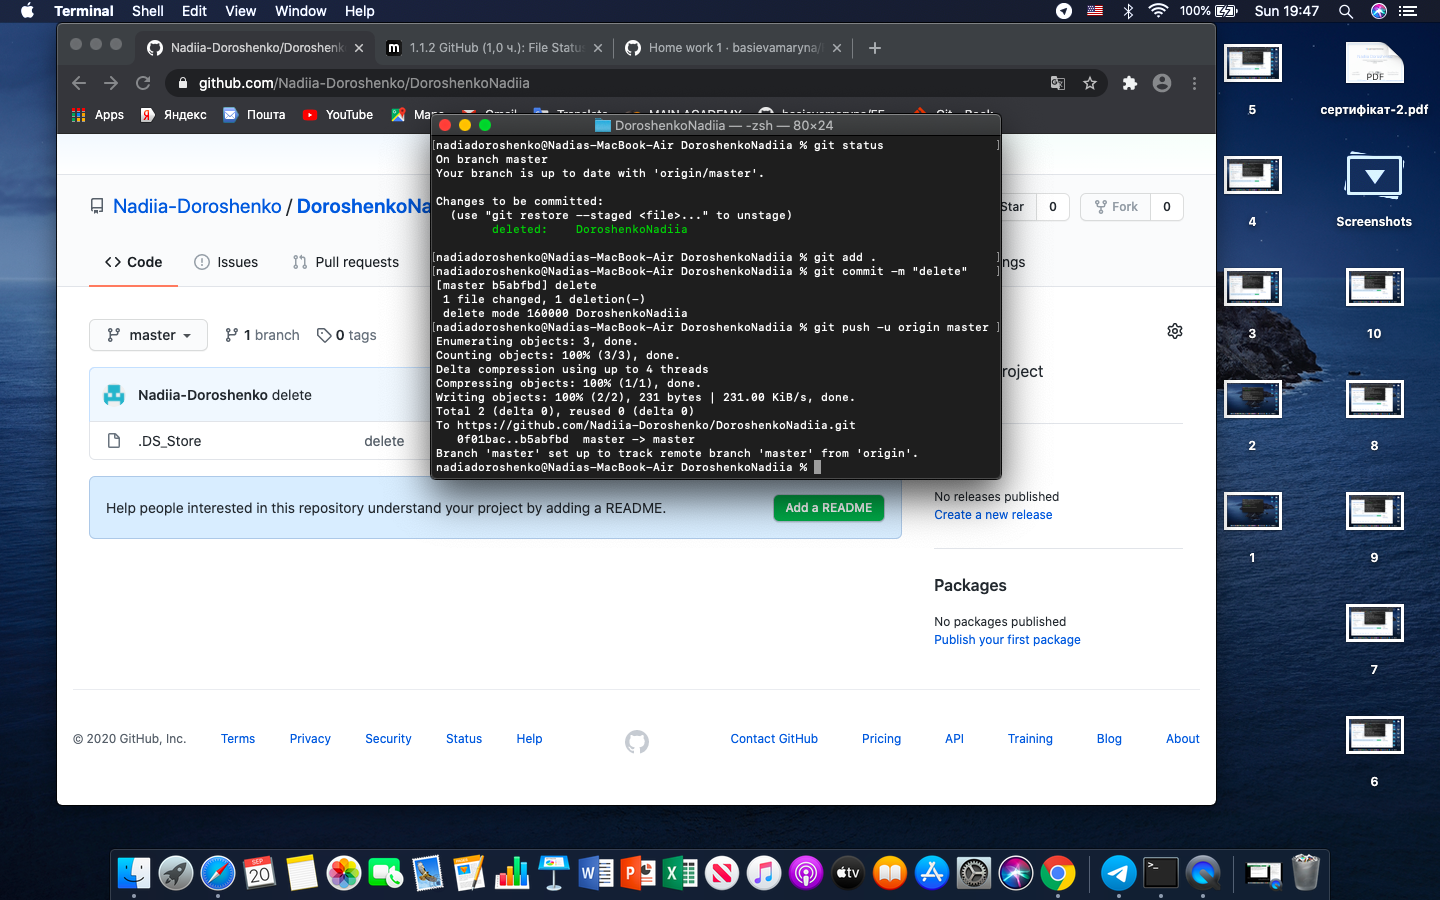 Terminal Shell Edit View Window Help
100% Sun 19:47
Nadiia-Doroshenko/Doroshenk
1.1.2 GitHub (1,0 ч.): File Statu
Home work 1 · basievamaryna/
github.com/Nadiia-Doroshenko/DoroshenkoNadiia
Apps Яндекс Пошта YouTube
DoroshenkoNadiia — -zsh — 80×24
nadiadoroshenko@Nadias-MacBook-Air DoroshenkoNadiia % git status
On branch master
Your branch is up to date with 'origin/master'.
Changes to be committed:
(use "git restore --staged <file>..." to unstage)
deleted: DoroshenkoNadiia
nadiadoroshenko@Nadias-MacBook-Air DoroshenkoNadiia % git add .
nadiadoroshenko@Nadias-MacBook-Air DoroshenkoNadiia % git commit -m "delete"
[master b5abfbd] delete
1 file changed, 1 deletion(-)
delete mode 160000 DoroshenkoNadiia
nadiadoroshenko@Nadias-MacBook-Air DoroshenkoNadiia % git push -u origin master
Enumerating objects: 3, done.
Counting objects: 100% (3/3), done.
Delta compression using up to 4 threads
Compressing objects: 100% (1/1), done.
Writing objects: 100% (2/2), 231 bytes | 231.00 KiB/s, done.
Total 2 (delta 0), reused 0 (delta 0)
To https://github.com/Nadiia-Doroshenko/DoroshenkoNadiia.git
0f01bac..b5abfbd master -> master
Branch 'master' set up to track remote branch 'master' from 'origin'.
nadiadoroshenko@Nadias-MacBook-Air DoroshenkoNadiia %
Nadiia-Doroshenko / DoroshenkoNa
Star 0 Fork 0
Code Issues Pull requests
ngs
master 1 branch 0 tags
roject
Nadiia-Doroshenko delete
.DS_Store delete
Help people interested in this repository understand your project by adding a README.
Add a README
No releases published
Create a new release
Packages
No packages published
Publish your first package
© 2020 GitHub, Inc. Terms Privacy Security Status Help Contact GitHub Pricing API Training Blog About
PDF
5 сертифікат-2.pdf
4 Screenshots
3 10
2 8
1 9
7
6
SEP
20
tv